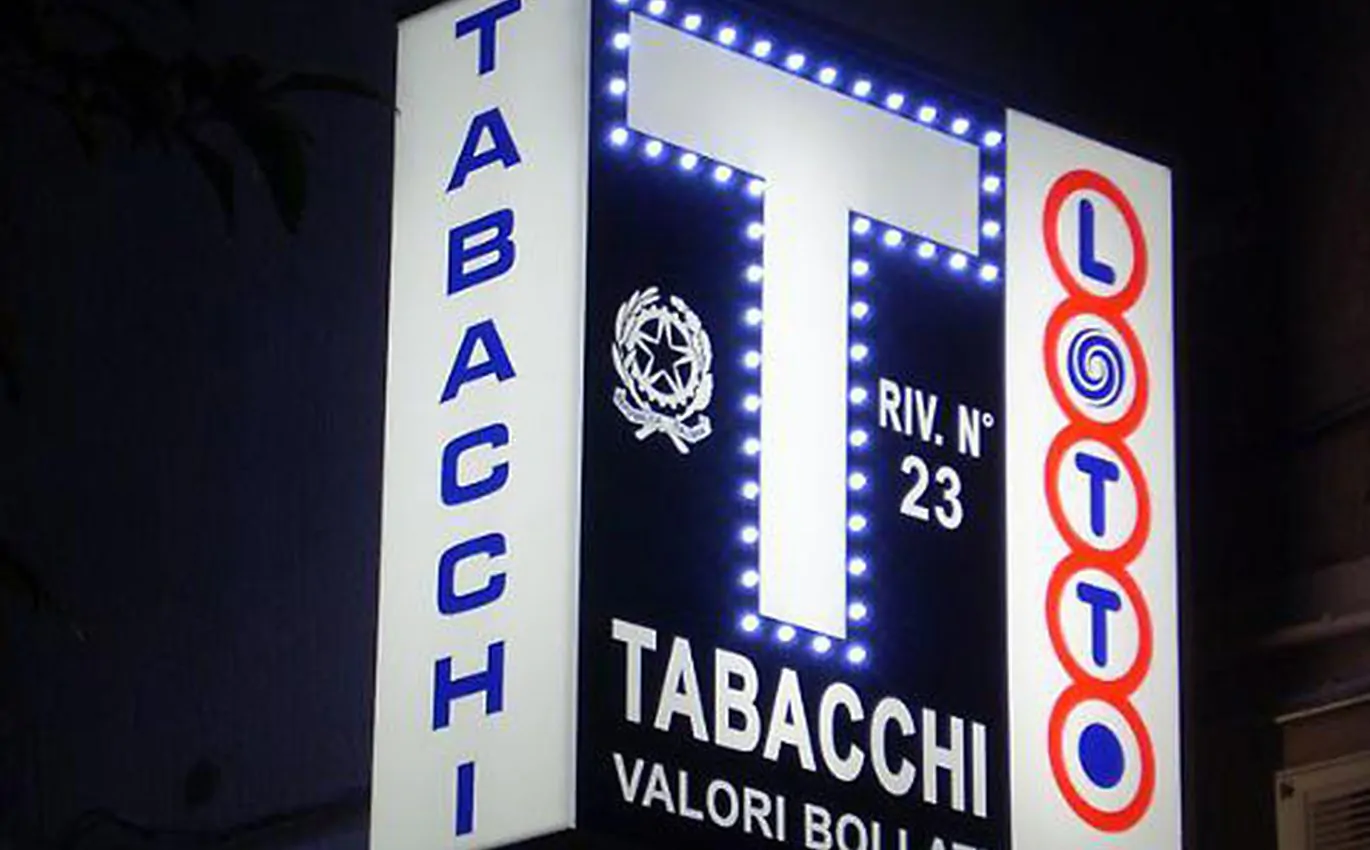 TABACCHI
T
RIV. N°
23
TABACCHI
VALORI
LOTTO